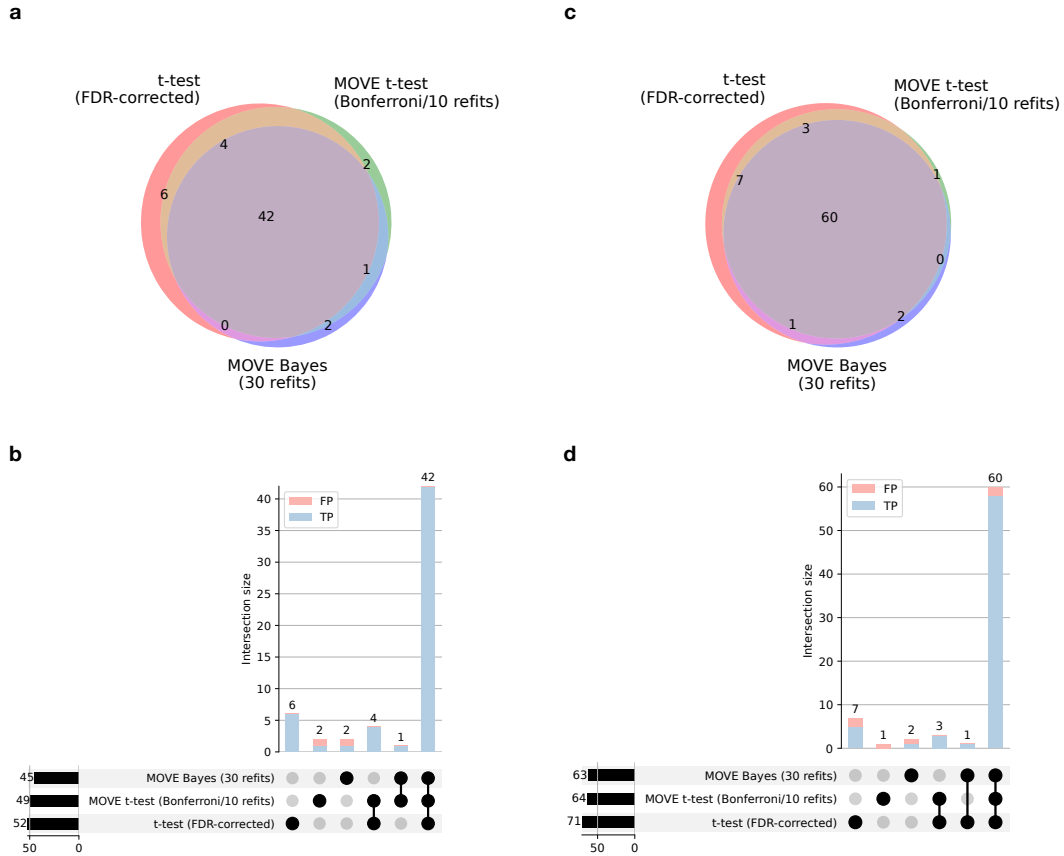 a
t-test
(FDR-corrected)
MOVE t-test
(Bonferroni/10 refits)
4
2
6
42
1
0
2
MOVE Bayes
(30 refits)
c
t-test
(FDR-corrected)
MOVE t-test
(Bonferroni/10 refits)
3
1
7
60
0
1
2
MOVE Bayes
(30 refits)
b
42
FP
TP
40
35
30
25
20
15
10
5
0
Intersection size
6
2
2
4
1
45
MOVE Bayes (30 refits)
49
MOVE t-test (Bonferroni/10 refits)
52
t-test (FDR-corrected)
50
0
d
60
FP
TP
60
50
40
30
20
10
0
Intersection size
7
1
2
3
1
63
MOVE Bayes (30 refits)
64
MOVE t-test (Bonferroni/10 refits)
71
t-test (FDR-corrected)
50
0